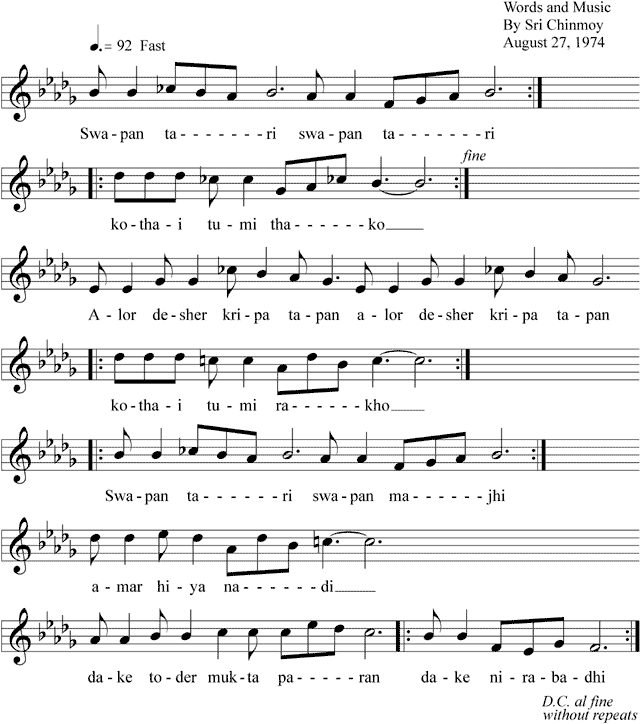 Words and Music
By Sri Chinmoy
August 27, 1974
= 92 Fast
Swa-pan ta-------ri swa-pan ta-------ri
fine
ko-tha-i tu-mi tha------ko
A-lor de-sher kri-pa ta-pan a-lor de-sher kri-pa ta-pan
ko-tha-i tu-mi ra------kho
Swa-pan ta------ri swa-pan ma----jhi
a-mar hi-ya na-----di
da-ke to-der muk-ta pa----ran da-ke ni-ra-ba-dhi
D.C. al fine
without repeats